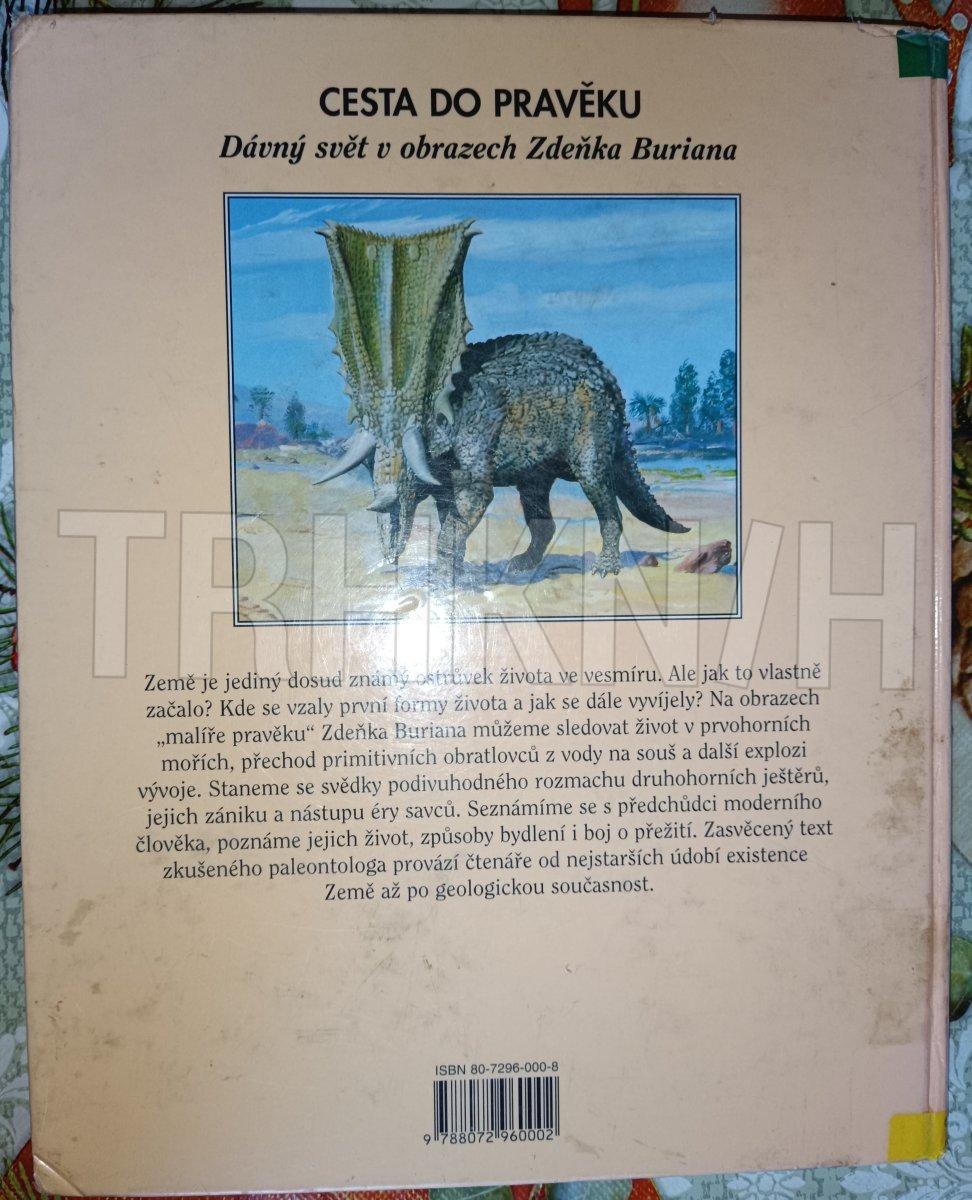 CESTA DO PRAVĚKU
Dávný svět v obrazech Zdeňka Buriana
TRHKNIH
Země je jediný dosud známý ostrůvek života ve vesmíru. Ale jak to vlastně
začalo? Kde se vzaly první formy života a jak se dále vyvíjely? Na obrazech
„malíře pravěku“ Zdeňka Buriana můžeme sledovat život v prvohorních
mořích, přechod primitivních obratlovců z vody na souš a další explozi
vývoje. Staneme se svědky podivuhodného rozmachu druhohorních ještěrů,
jejich zániku a nástupu éry savců. Seznámíme se s předchůdci moderního
člověka, poznáme jejich život, způsoby bydlení i boj o přežití. Zasvěcený text
zkušeného paleontologa provází čtenáře od nejstarších údobí existence
Země až po geologickou současnost.
ISBN 80-7296-000-8
9 788072 960002